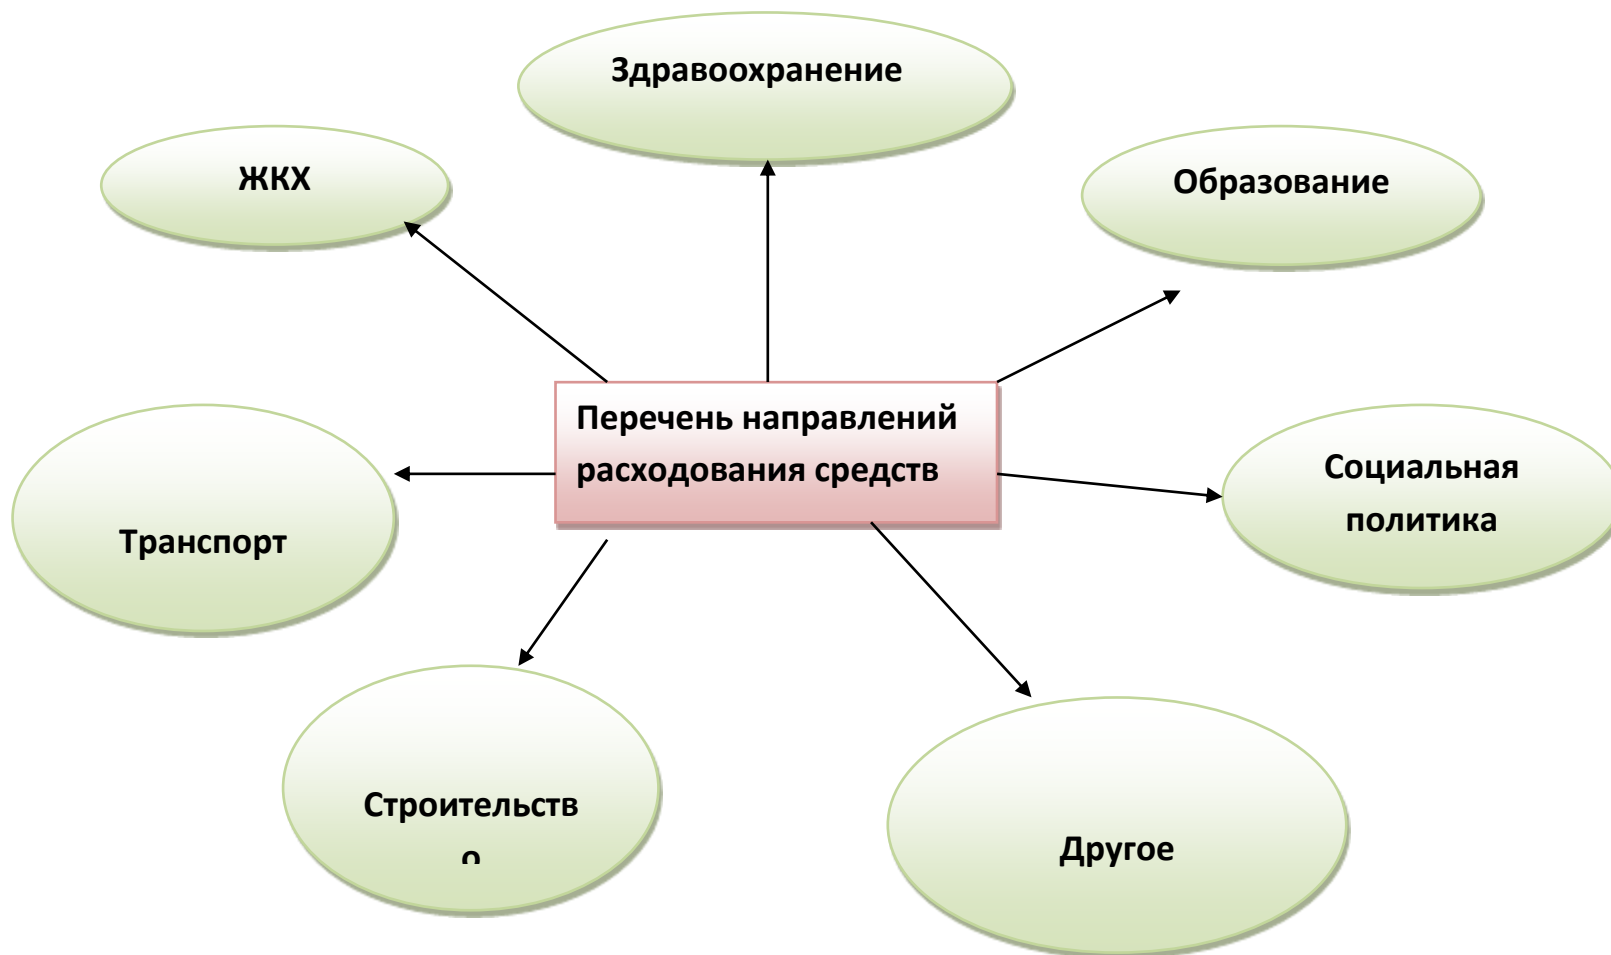 Здравоохранение
ЖКХ
Образование
Перечень направлений
расходования средств
Социальная
политика
Транспорт
Строительств
о
Другое